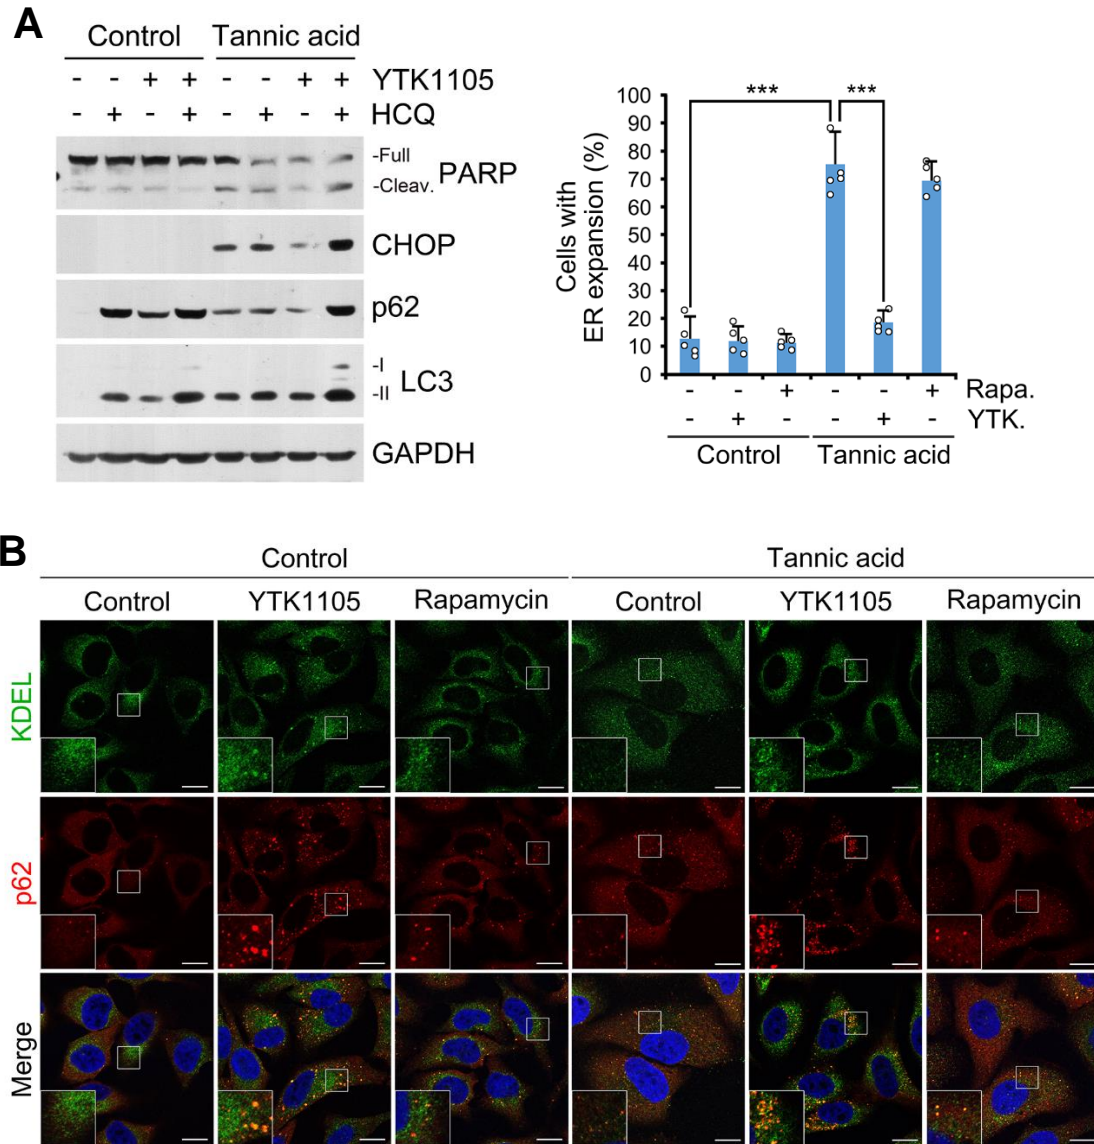 A
Control Tannic acid
- - + + - - + + YTK1105
- + - + - + - + HCQ
-Full
-Cleav.
PARP
CHOP
p62
-I
-II
LC3
GAPDH
Cells with
ER expansion (%)
100
90
80
70
60
50
40
30
20
10
0
*** ***
- - + - - + Rapa.
- + - - + - YTK.
Control Tannic acid
B
Control Tannic acid
Control YTK1105 Rapamycin Control YTK1105 Rapamycin
KDEL
p62
Merge